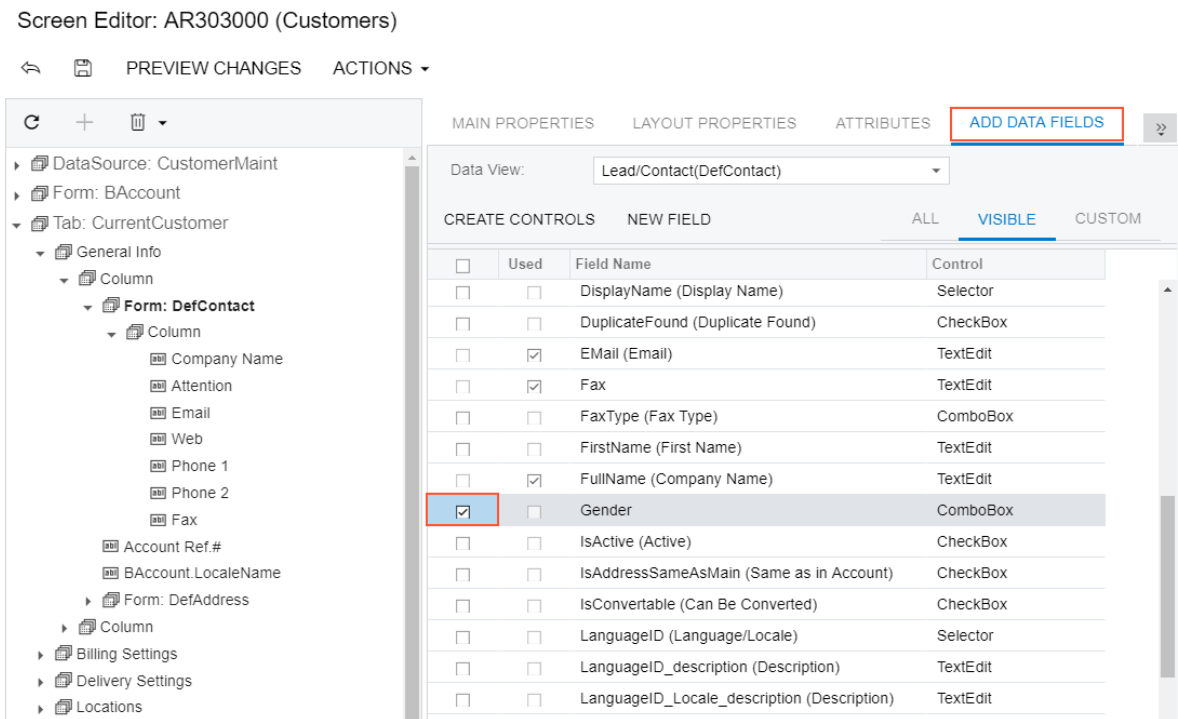 Screen Editor: AR303000 (Customers)
PREVIEW CHANGES ACTIONS
MAIN PROPERTIES LAYOUT PROPERTIES ATTRIBUTES ADD DATA FIELDS
DataSource: CustomerMaint
Form: BAccount
Tab: CurrentCustomer
General Info
Column
Form: DefContact
Column
Company Name
Attention
Email
Web
Phone 1
Phone 2
Fax
Account Ref.#
BAccount.LocaleName
Form: DefAddress
Column
Billing Settings
Delivery Settings
Locations
Data View: Lead/Contact(DefContact)
CREATE CONTROLS NEW FIELD ALL VISIBLE CUSTOM
Used Field Name Control
DisplayName (Display Name) Selector
DuplicateFound (Duplicate Found) CheckBox
EMail (Email) TextEdit
Fax TextEdit
FaxType (Fax Type) ComboBox
FirstName (First Name) TextEdit
FullName (Company Name) TextEdit
Gender ComboBox
IsActive (Active) CheckBox
IsAddressSameAsMain (Same as in Account) CheckBox
IsConvertable (Can Be Converted) CheckBox
LanguageID (Language/Locale) Selector
LanguageID_description (Description) TextEdit
LanguageID_Locale_description (Description) TextEdit